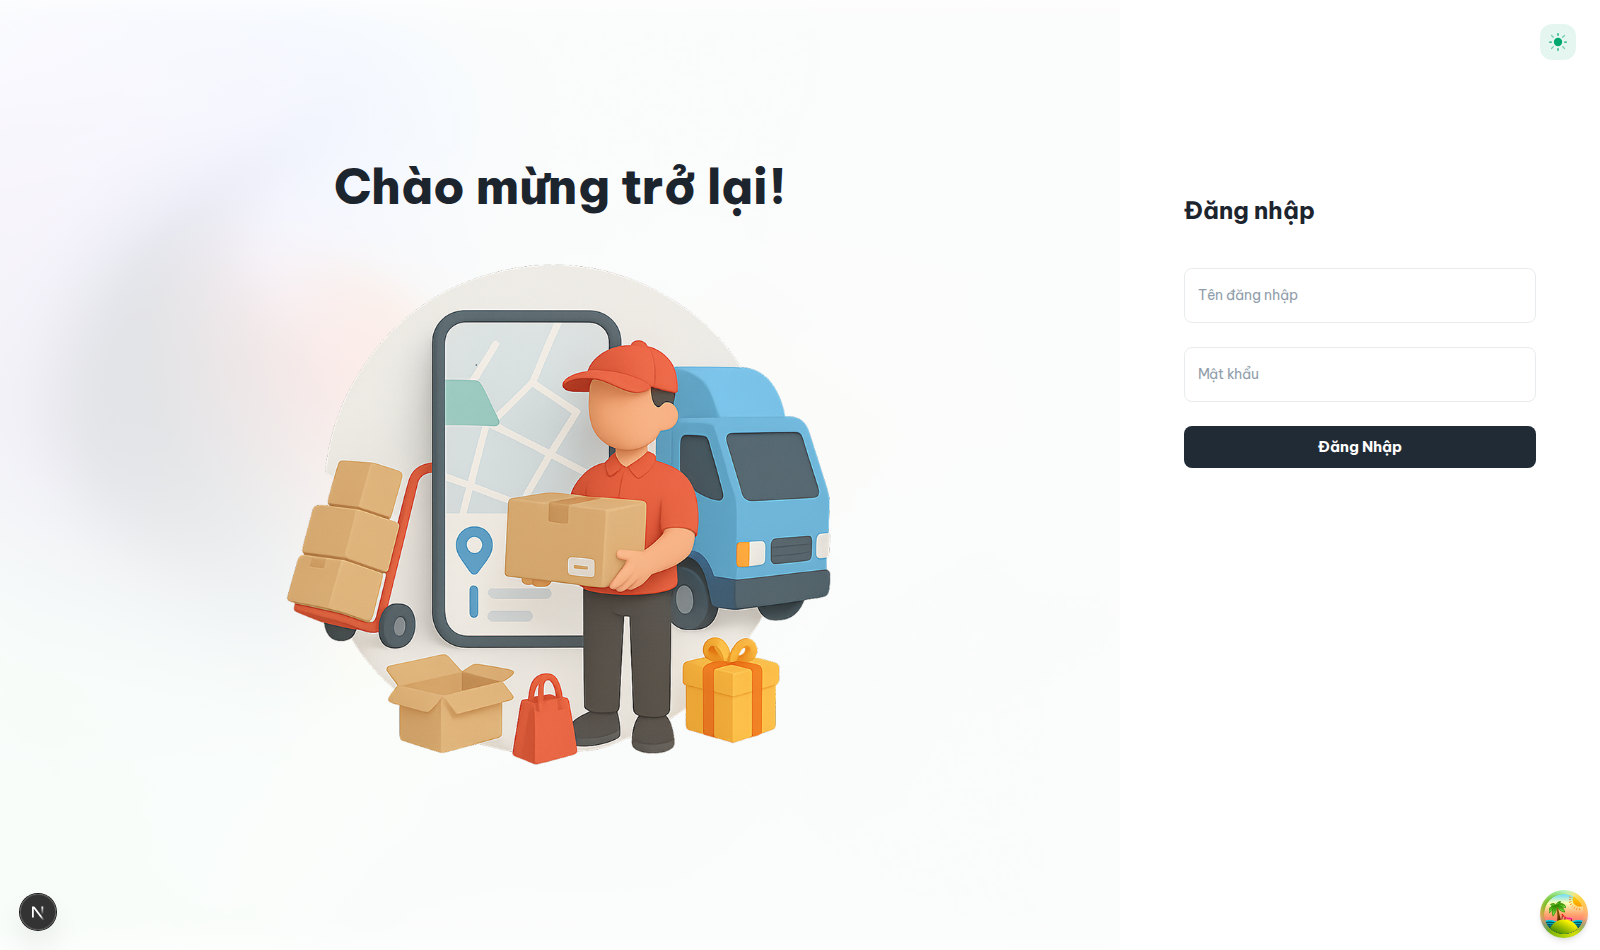 Chào mừng trở lại!
Đăng nhập
Tên đăng nhập
Mật khẩu
Đăng Nhập
N